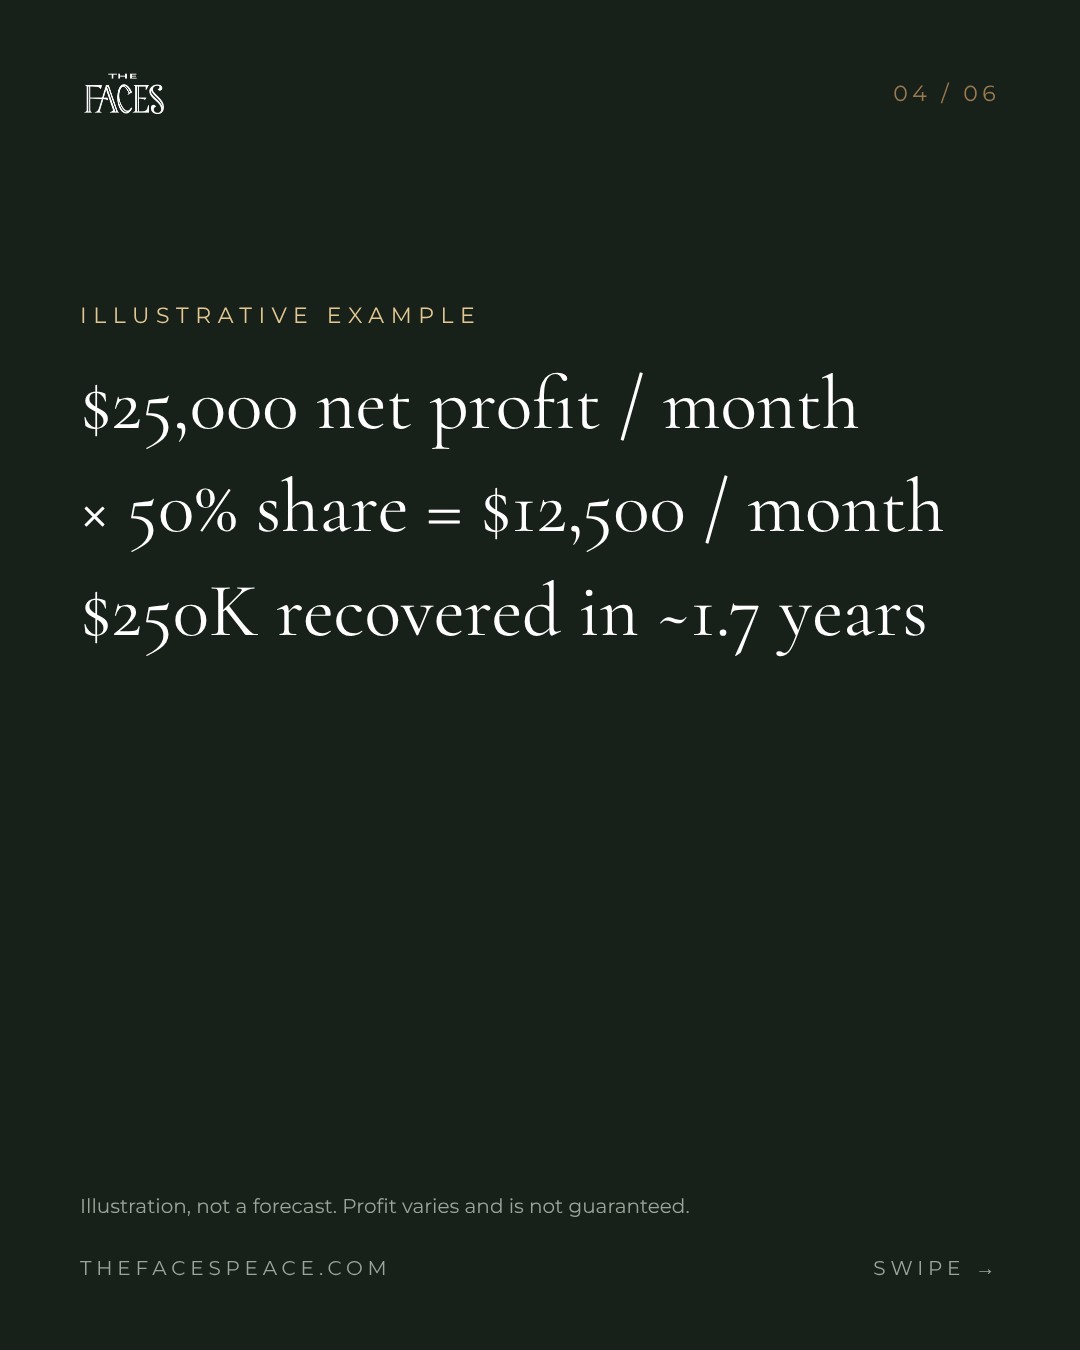 THE
FACES
04 / 06
ILLUSTRATIVE EXAMPLE
$25,000 net profit / month
× 50% share = $12,500 / month
$250K recovered in ~1.7 years
Illustration, not a forecast. Profit varies and is not guaranteed.
THEFACESPEACE.COM
SWIPE →